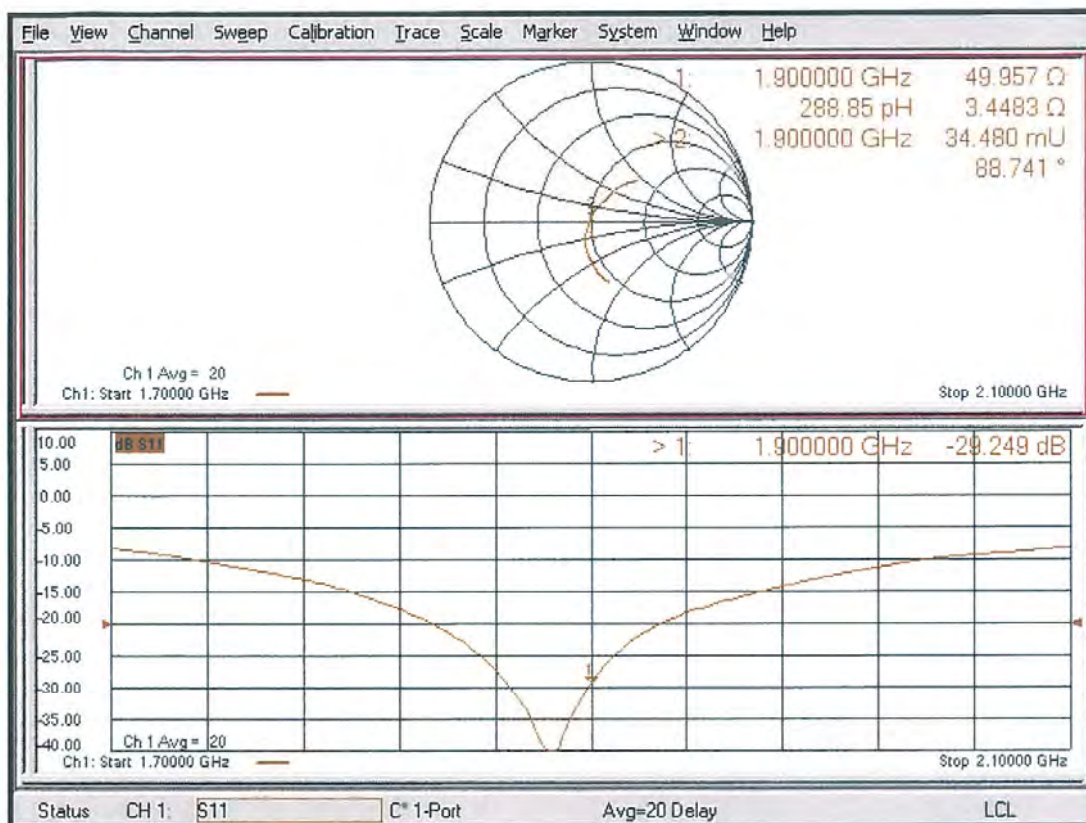 File View Channel Sweep Calibration Trace Scale Marker System Window Help
1: 1.900000 GHz 49.957 Ω
288.85 pH 3.4483 Ω
> 2: 1.900000 GHz 34.480 mU
88.741 °
Ch 1 Avg = 20
Ch1: Start 1.70000 GHz
Stop 2.10000 GHz
10.00
dB S11
> 1: 1.900000 GHz -29.249 dB
5.00
0.00
-5.00
-10.00
-15.00
-20.00
-25.00
1
-30.00
-35.00
-40.00
Ch 1 Avg = 20
Ch1: Start 1.70000 GHz
Stop 2.10000 GHz
Status CH 1: S11 C* 1-Port Avg=20 Delay LCL